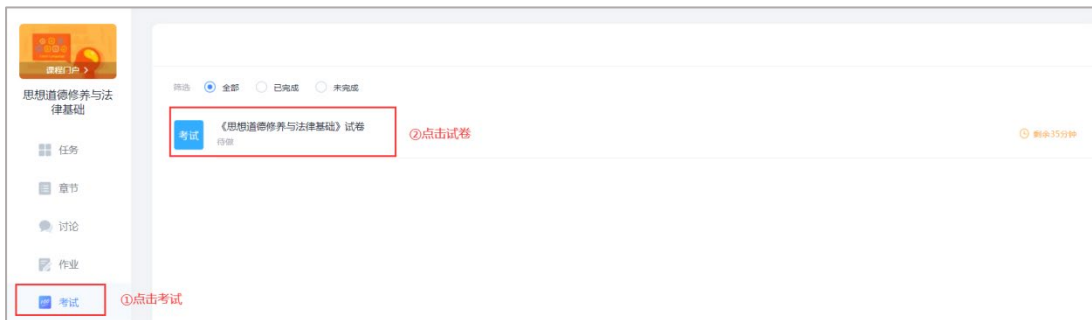 课程门户 >
思想道德修养与法
律基础
任务
章节
讨论
作业
考试
①点击考试
筛选 全部 已完成 未完成
考试
《思想道德修养与法律基础》试卷
待做
②点击试卷
剩余35分钟